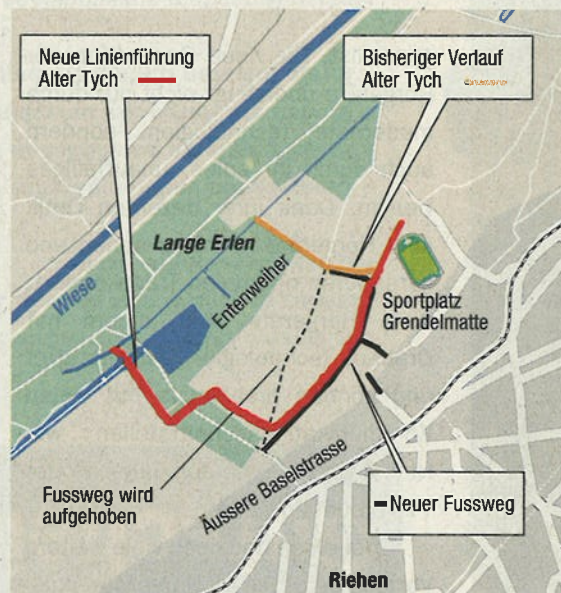 Neue Linienführung
Alter Tych
Bisheriger Verlauf
Alter Tych
Lange Erlen
Wiese
Entenweiher
Sportplatz
Grendelmatte
Fussweg wird
aufgehoben
Äussere Baselstrasse
Neuer Fussweg
Riehen